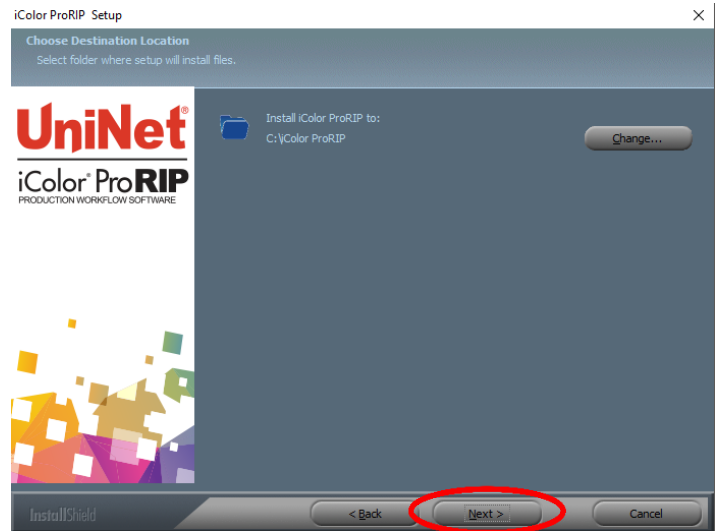 iColor ProRIP Setup
Choose Destination Location
Select folder where setup will install files.
UniNet®
iColor® ProRIP
PRODUCTION WORKFLOW SOFTWARE
Install iColor ProRIP to:
C:\iColor ProRIP
Change...
InstallShield
< Back
Next >
Cancel